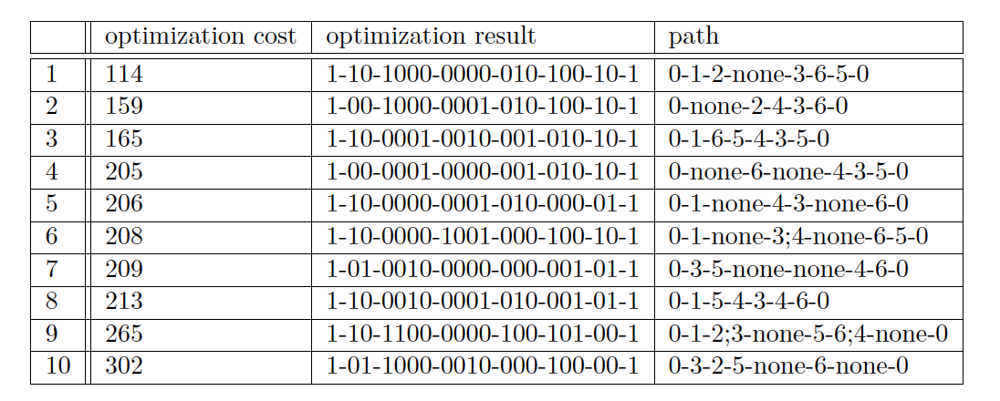 optimization cost optimization result path
1 114 1-10-1000-0000-010-100-10-1 0-1-2-none-3-6-5-0
2 159 1-00-1000-0001-010-100-10-1 0-none-2-4-3-6-0
3 165 1-10-0001-0010-001-010-10-1 0-1-6-5-4-3-5-0
4 205 1-00-0001-0000-001-010-10-1 0-none-6-none-4-3-5-0
5 206 1-10-0000-0001-010-000-01-1 0-1-none-4-3-none-6-0
6 208 1-10-0000-1001-000-100-10-1 0-1-none-3;4-none-6-5-0
7 209 1-01-0010-0000-000-001-01-1 0-3-5-none-none-4-6-0
8 213 1-10-0010-0001-010-001-01-1 0-1-5-4-3-4-6-0
9 265 1-10-1100-0000-100-101-00-1 0-1-2;3-none-5-6;4-none-0
10 302 1-01-1000-0010-000-100-00-1 0-3-2-5-none-6-none-0